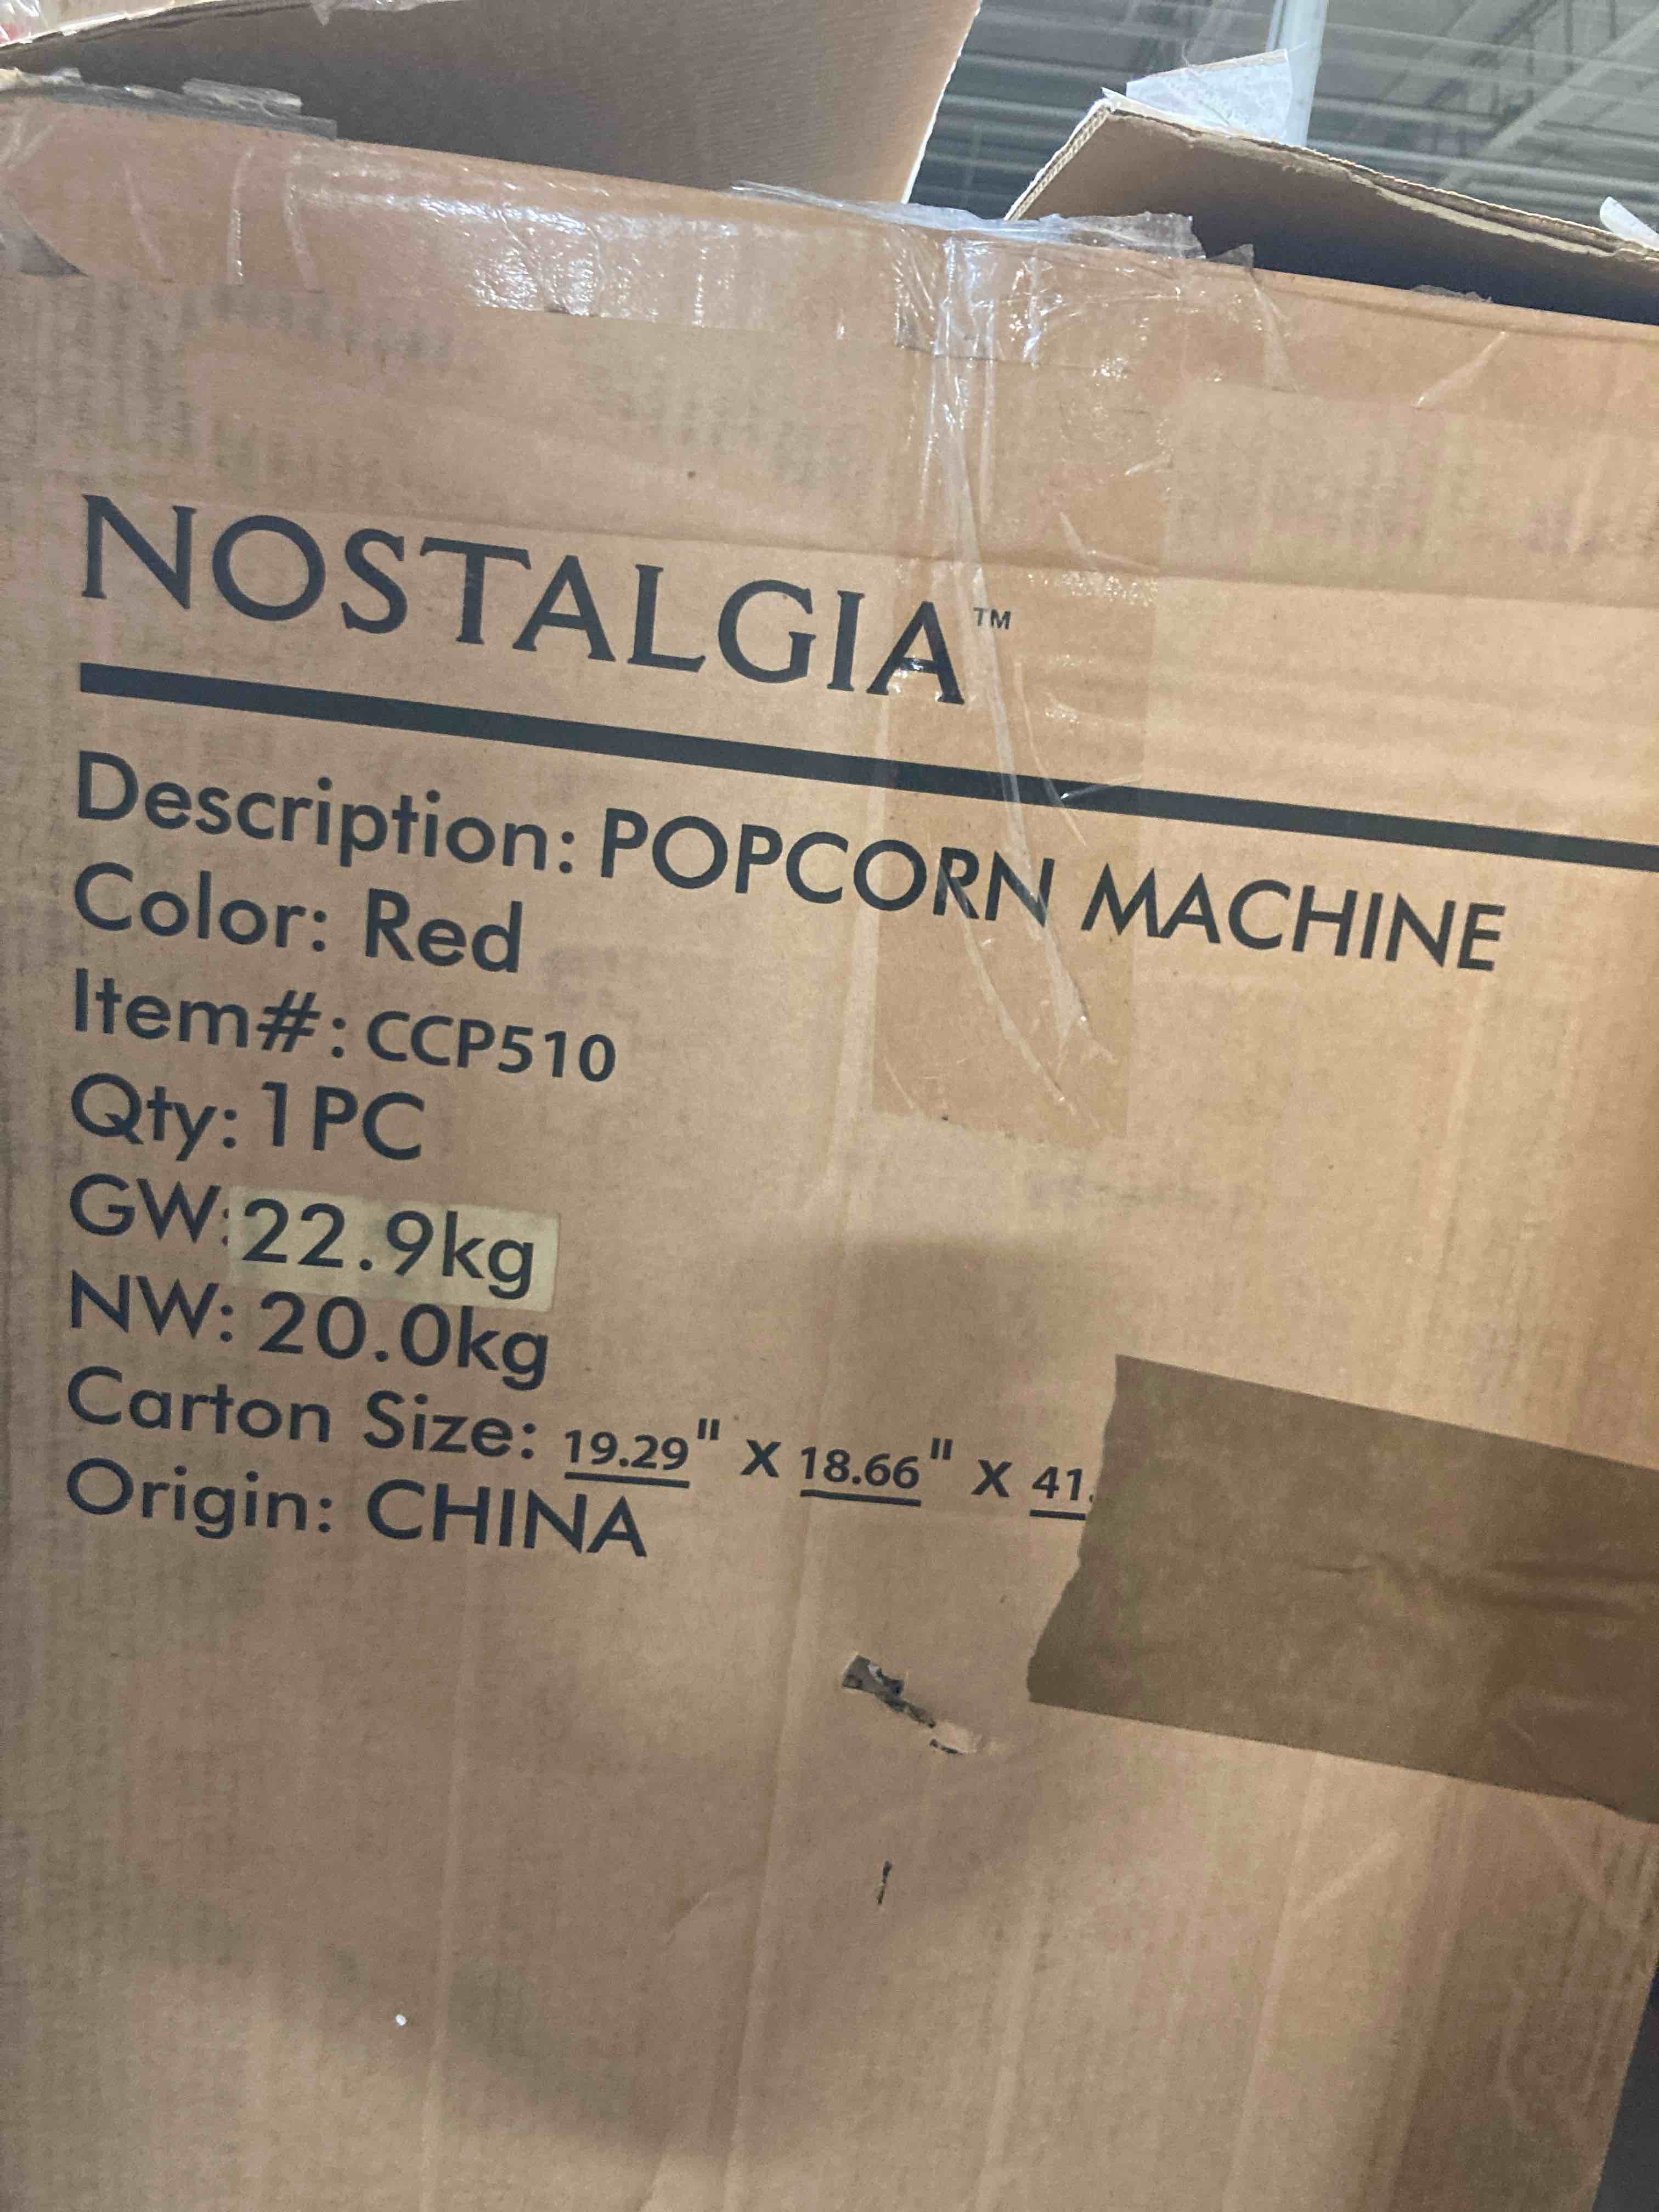 NOSTALGIA™
Description: POPCORN MACHINE
Color: Red
Item#: CCP510
Qty: 1PC
GW: 22.9kg
NW: 20.0kg
Carton Size: 19.29" X 18.66" X 41.
Origin: CHINA